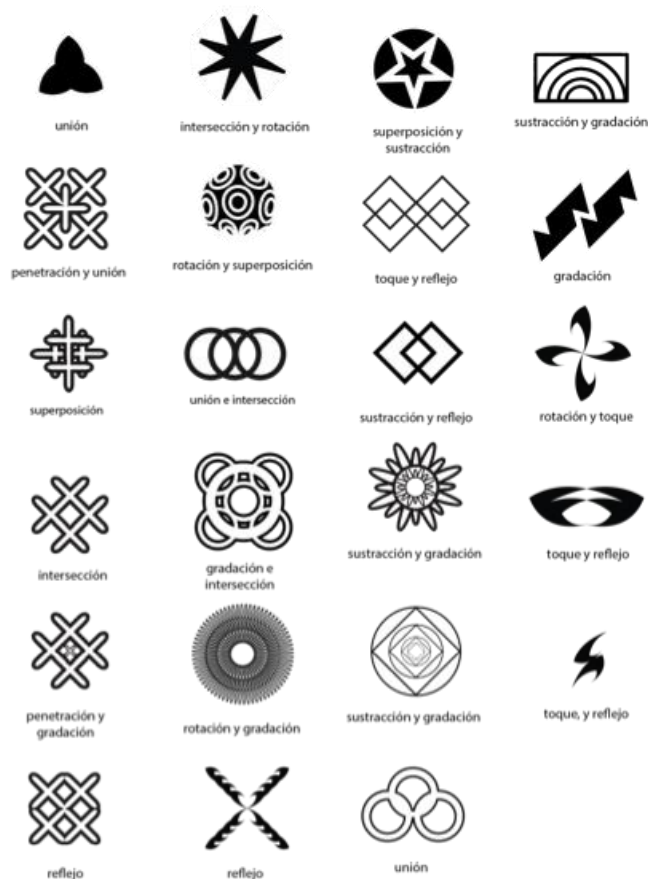 unión
intersección y rotación
superposición y
sustracción
sustracción y gradación
penetración y unión
rotación y superposición
toque y reflejo
gradación
superposición
unión e intersección
sustracción y reflejo
rotación y toque
intersección
gradación e
intersección
sustracción y gradación
toque y reflejo
penetración y
gradación
rotación y gradación
sustracción y gradación
toque, y reflejo
reflejo
reflejo
unión